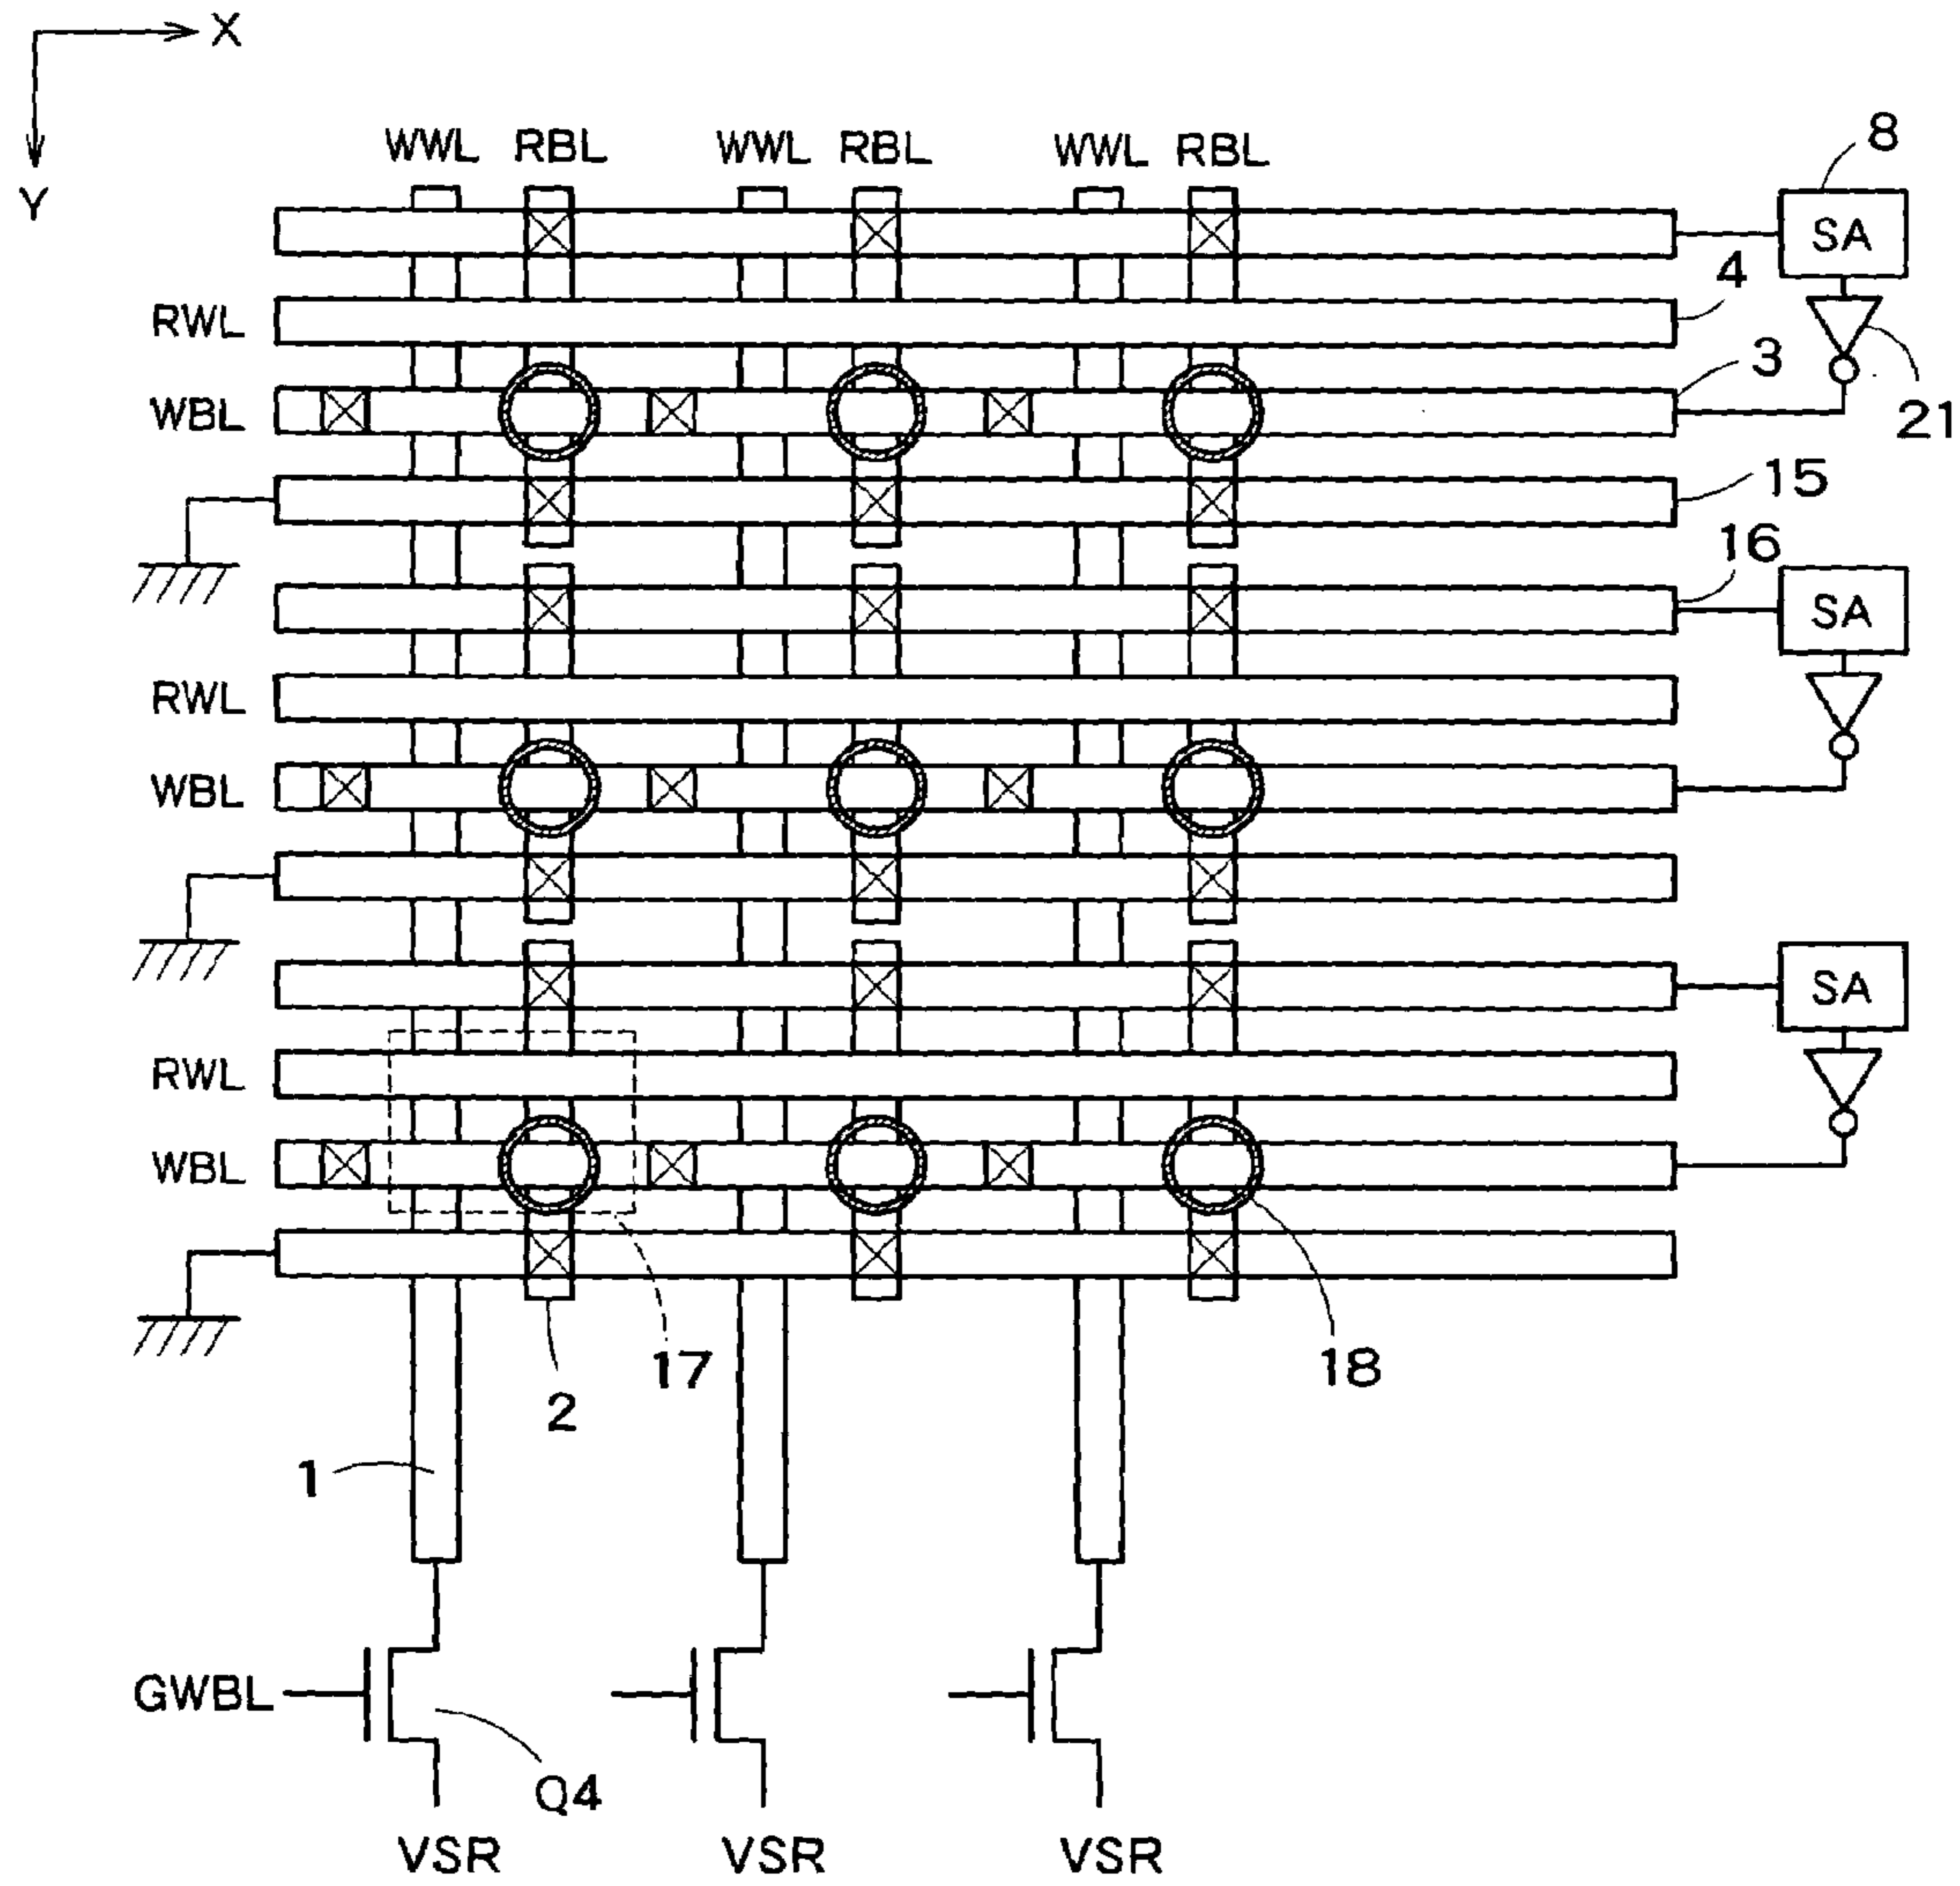 X
Y
WWL RBL WWL RBL WWL RBL
8
SA
4
RWL
3
WBL
21
15
16
SA
RWL
WBL
SA
RWL
WBL
17
18
2
1
GWBL
Q4
VSR VSR VSR